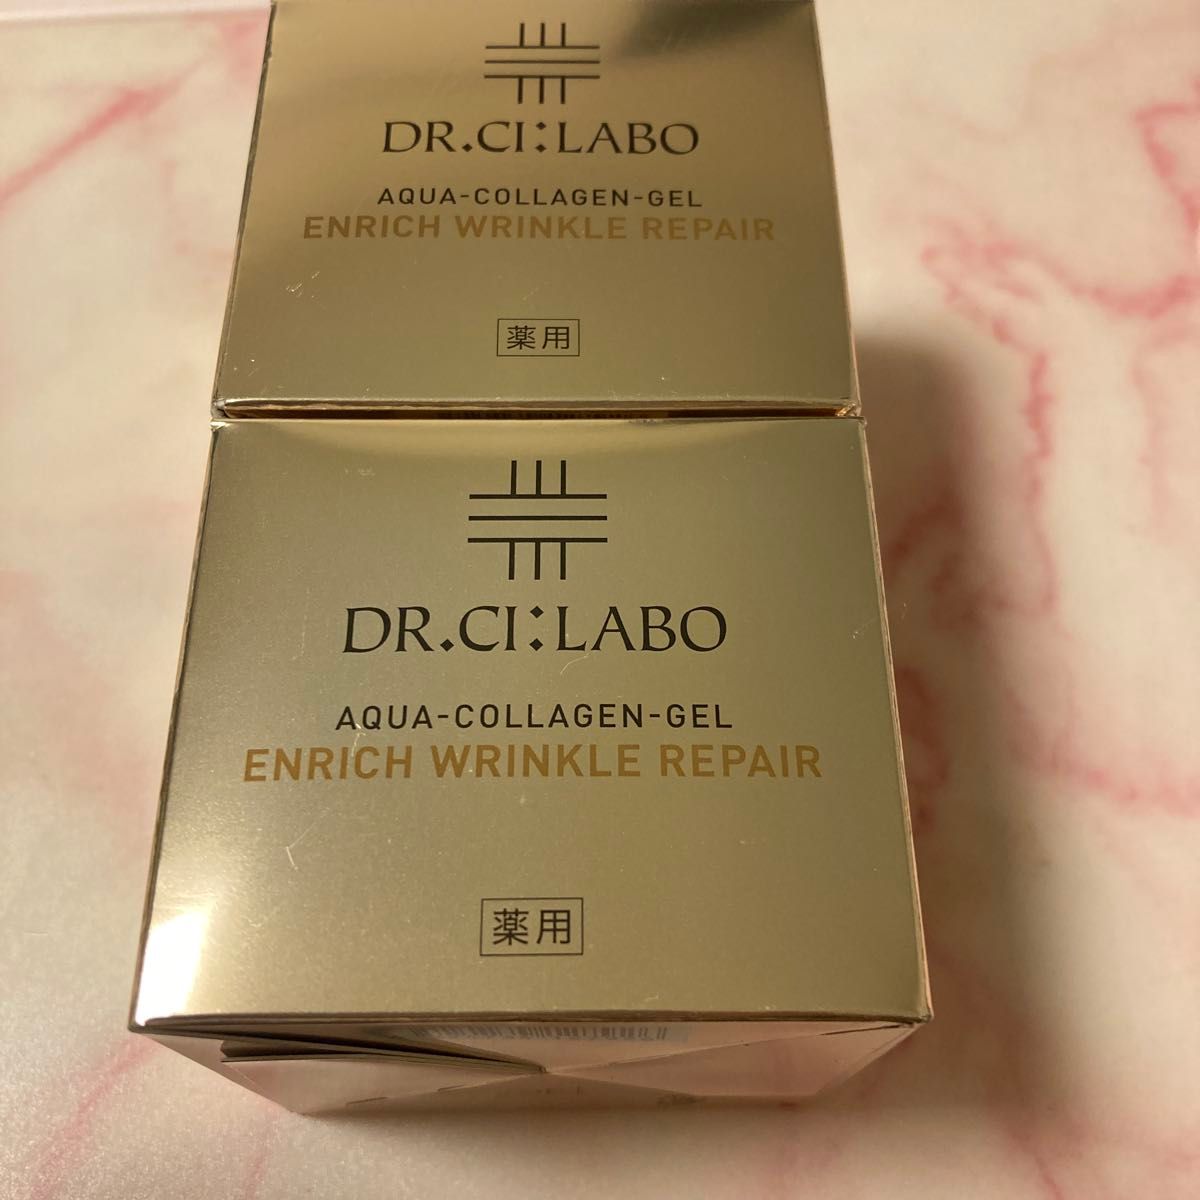 DR.CI:LABO
AQUA-COLLAGEN-GEL
ENRICH WRINKLE REPAIR
薬用
DR.CI:LABO
AQUA-COLLAGEN-GEL
ENRICH WRINKLE REPAIR
薬用